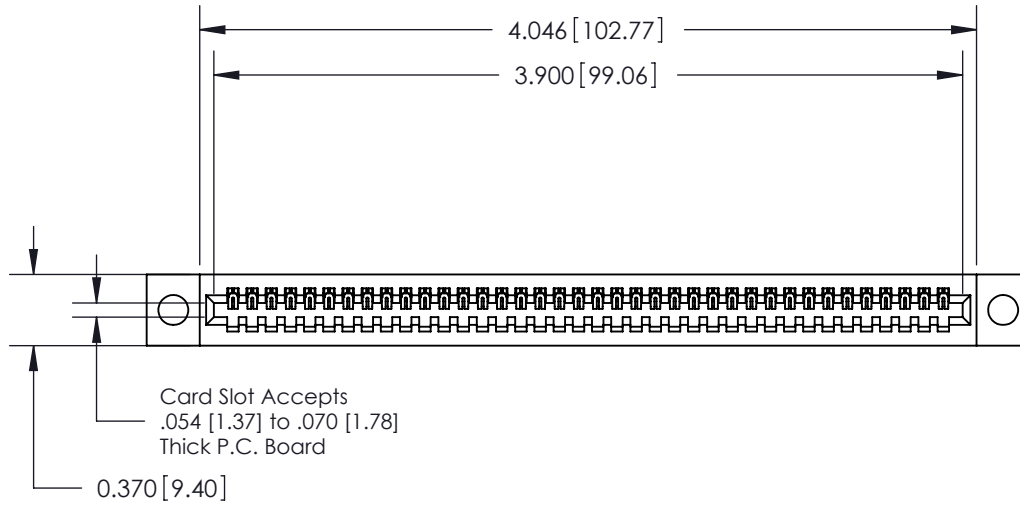 4.046[102.77]
3.900[99.06]
Card Slot Accepts
.054 [1.37] to .070 [1.78]
Thick P.C. Board
0.370[9.40]